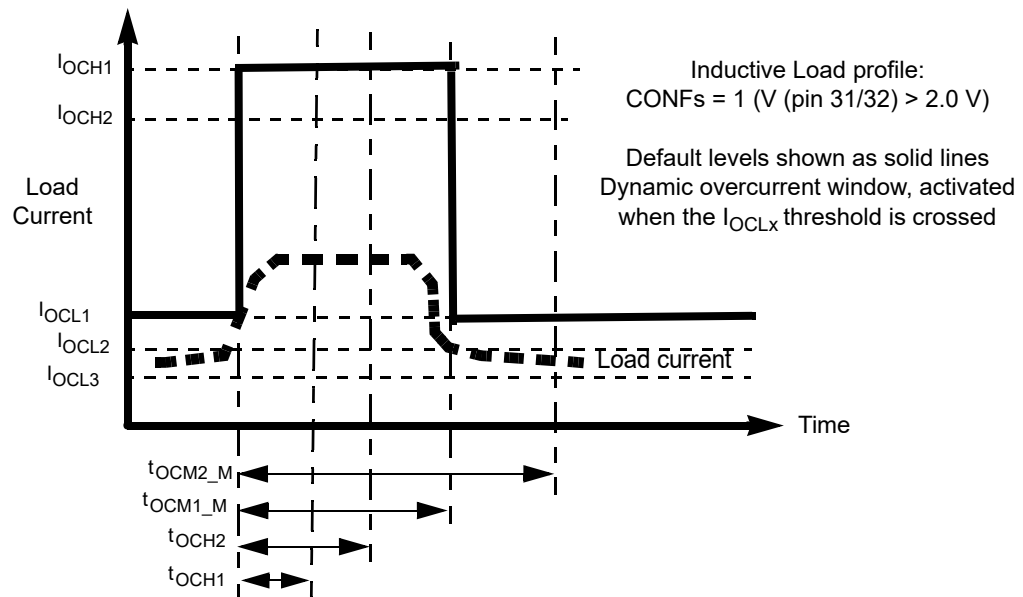 IOCH1
IOCH2
Load
Current
IOCL1
IOCL2
IOCL3
Inductive Load profile:
CONFs = 1 (V (pin 31/32) > 2.0 V)
Default levels shown as solid lines
Dynamic overcurrent window, activated
when the IOCLx threshold is crossed
Load current
Time
tOCM2_M
tOCM1_M
tOCH2
tOCH1